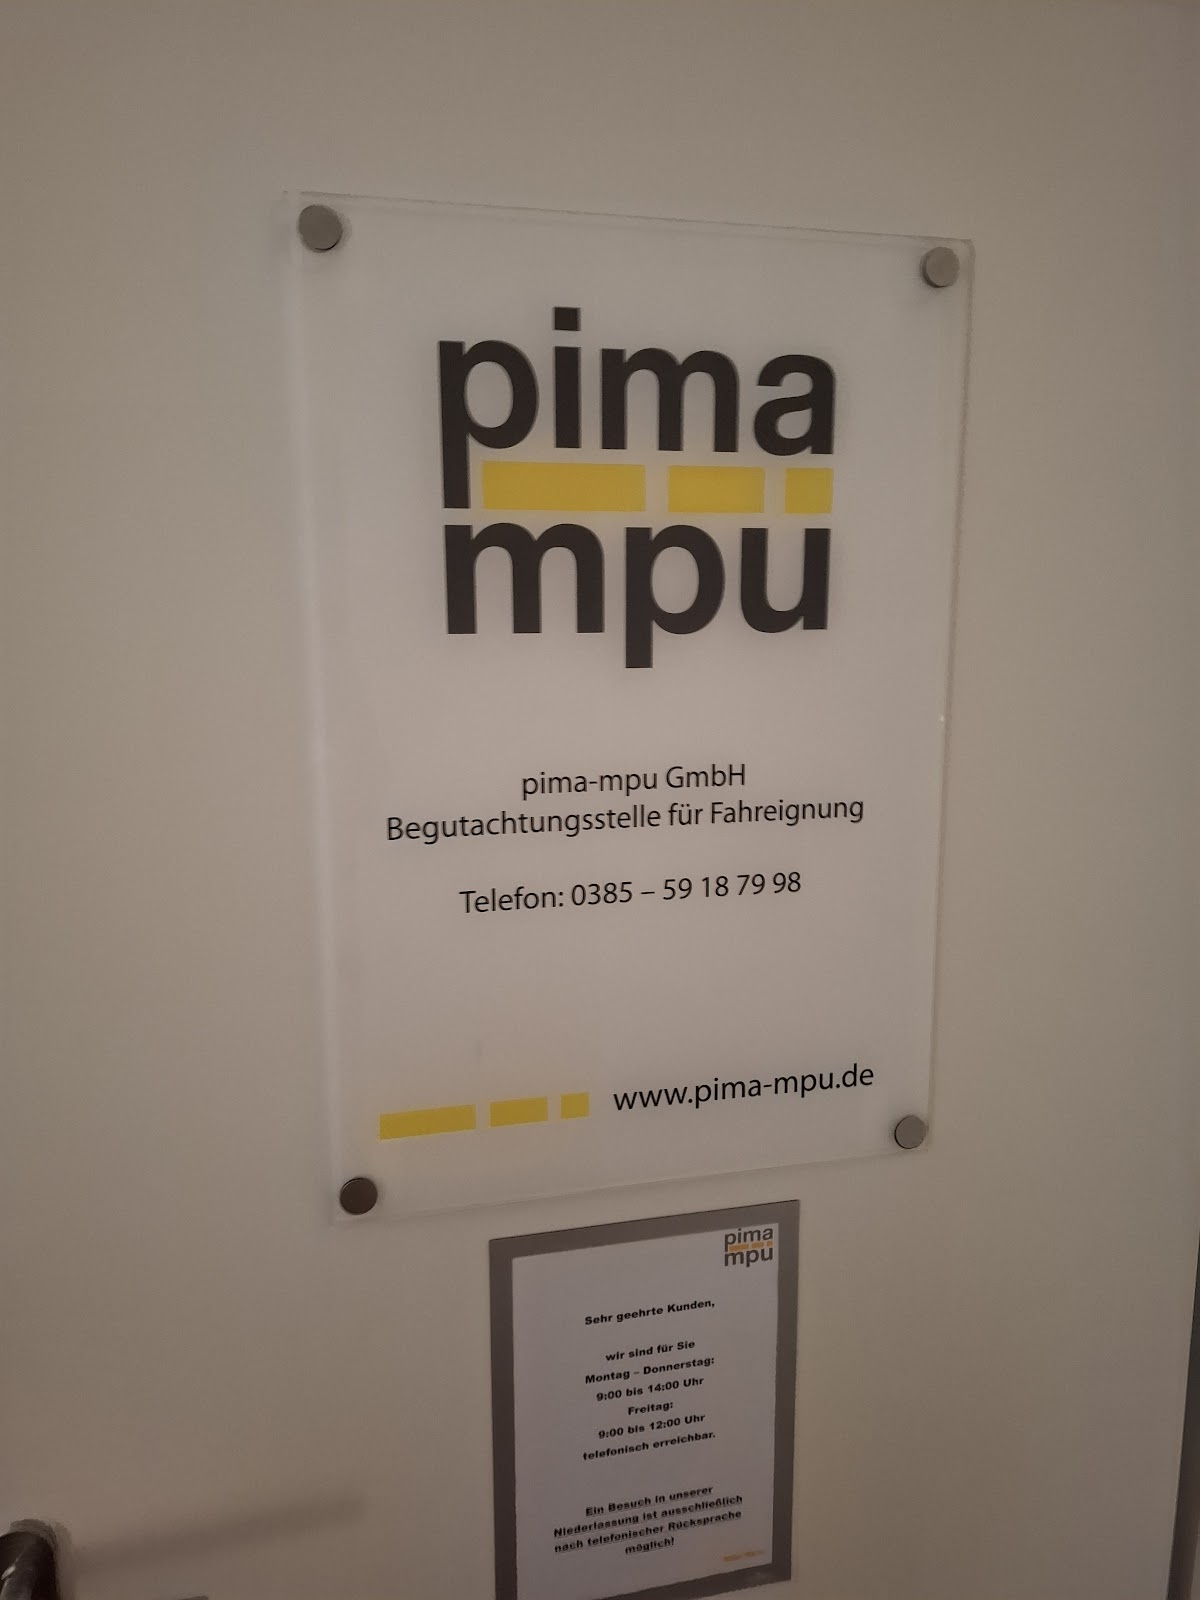 pima
mpu
pima-mpu GmbH
Begutachtungsstelle für Fahreignung
Telefon: 0385 – 59 18 79 98
www.pima-mpu.de
pima
mpu
Sehr geehrte Kunden,
wir sind für Sie
Montag – Donnerstag:
9:00 bis 14:00 Uhr
Freitag:
9:00 bis 12:00 Uhr
telefonisch erreichbar.
Ein Besuch in unserer
Niederlassung ist ausschließlich
nach telefonischer Rücksprache
möglich!